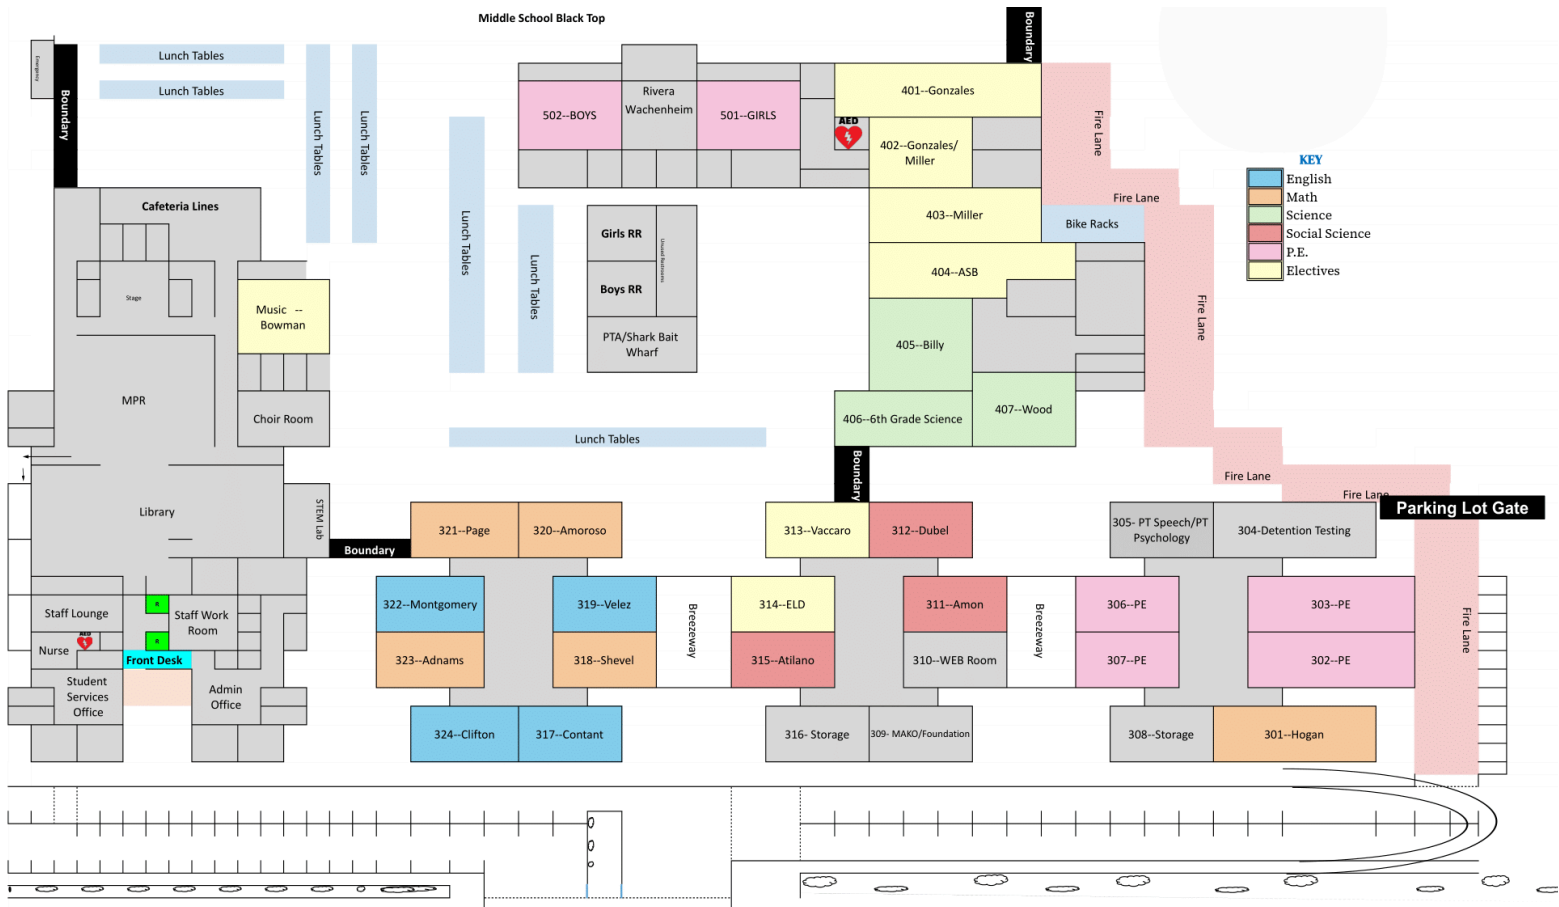 Middle School Black Top
Boundary
Emergency
Boundary
Lunch Tables
Lunch Tables
Lunch Tables
Lunch Tables
Lunch Tables
Lunch Tables
502--BOYS
Rivera
Wachenheim
501--GIRLS
401--Gonzales
AED
402--Gonzales/
Miller
403--Miller
404--ASB
405--Billy
406--6th Grade Science
407--Wood
Fire Lane
Fire Lane
Bike Racks
Fire Lane
Fire Lane
Fire Lane
KEY
English
Math
Science
Social Science
P.E.
Electives
Cafeteria Lines
Stage
Music --
Bowman
MPR
Choir Room
Girls RR
Boys RR
Unused Restrooms
PTA/Shark Bait
Wharf
Lunch Tables
Boundary
Library
STEM Lab
Boundary
321--Page
320--Amoroso
322--Montgomery
319--Velez
323--Adnams
318--Shevel
324--Clifton
317--Contant
Breezeway
313--Vaccaro
312--Dubel
314--ELD
311--Amon
315--Atilano
310--WEB Room
316- Storage
309- MAKO/Foundation
Breezeway
305- PT Speech/PT
Psychology
304-Detention Testing
306--PE
303--PE
307--PE
302--PE
308--Storage
301--Hogan
Parking Lot Gate
Fire Lane
Staff Lounge
R
Staff Work
Room
AED
R
Nurse
Front Desk
Student
Services
Office
Admin
Office